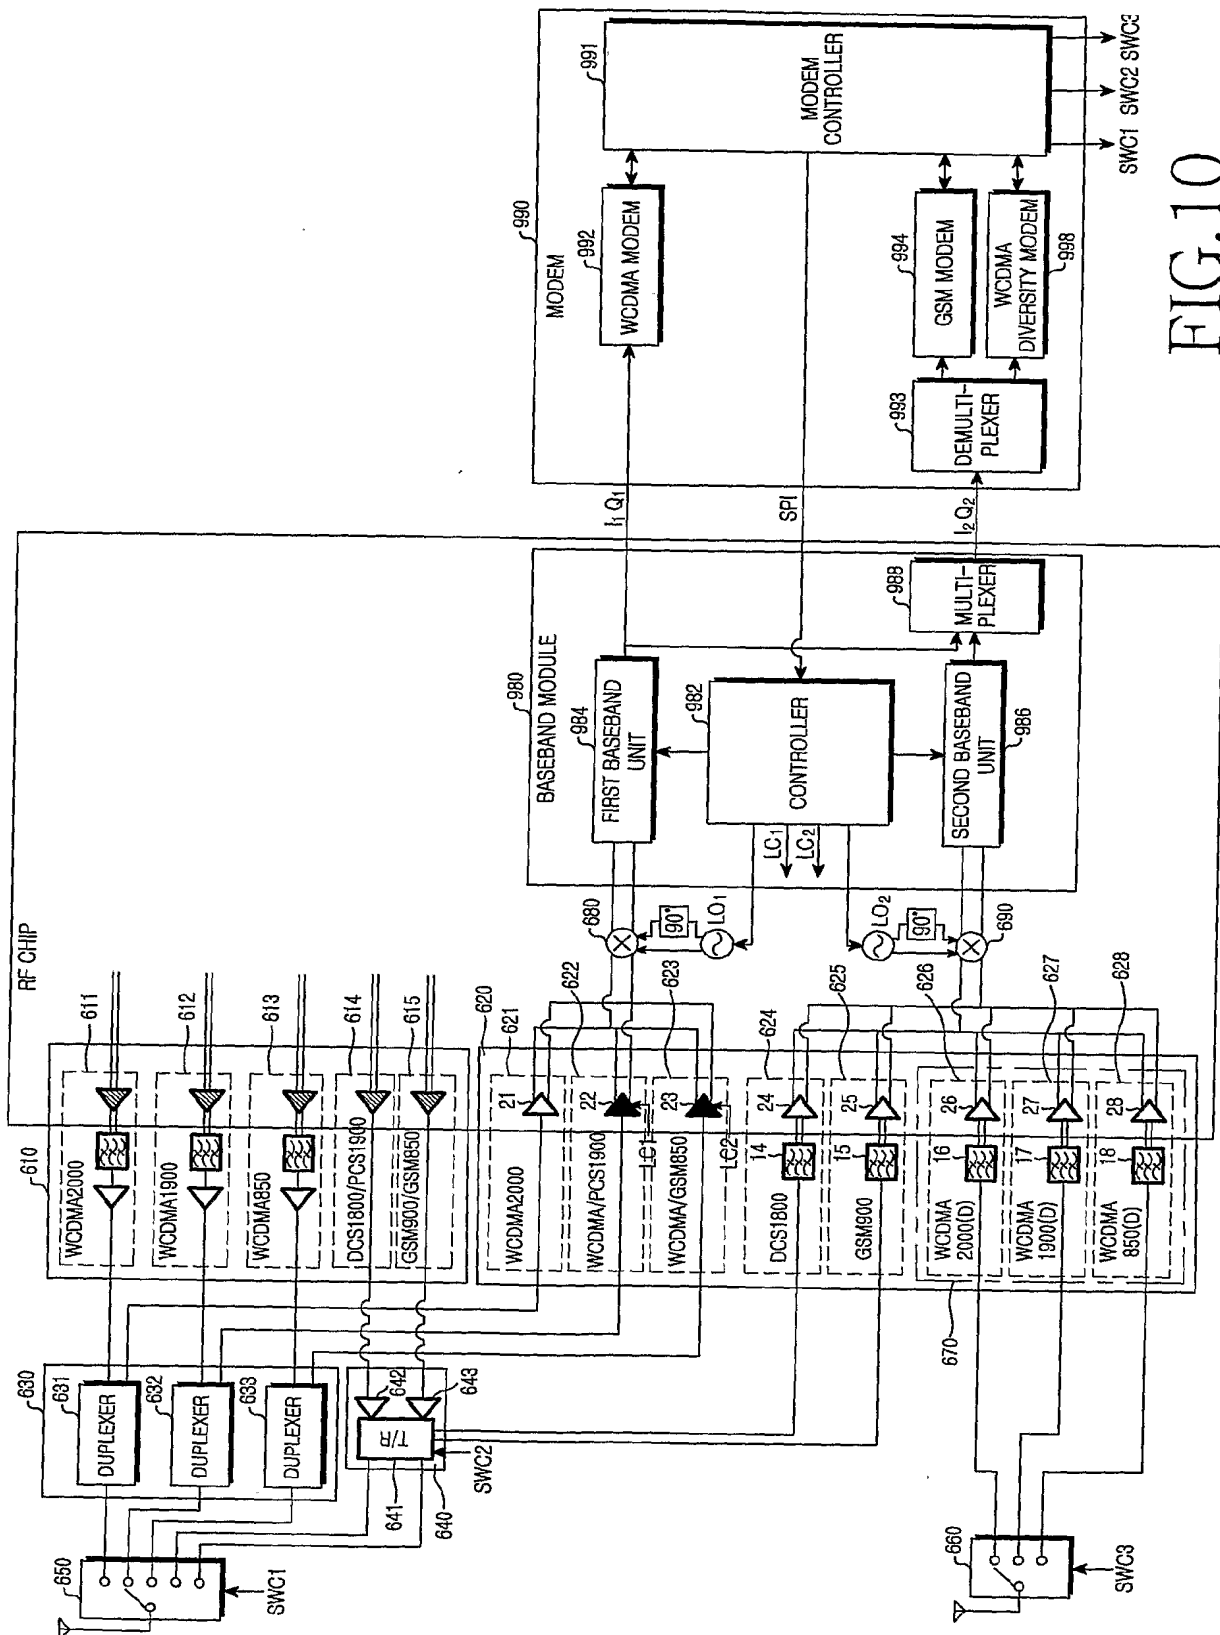 RF CHIP
610
WCDMA2000
611
WCDMA1900
612
WCDMA850
613
DCS1800/PCS1900
614
GSM900/GSM850
615
630
631
DUPLEXER
632
DUPLEXER
633
DUPLEXER
642
643
T/R
641
640
SWC2
650
SWC1
620
WCDMA2000
621
21
WCDMA/PCS1900
622
22
LC1
WCDMA/GSM850
623
23
LC2
DCS1800
624
14
24
GSM900
625
15
25
670
WCDMA
2000(D)
626
16
26
WCDMA
1900(D)
627
17
27
WCDMA
850(D)
628
18
28
660
SWC3
680
90°
LO1
LO2
90°
690
BASEBAND MODULE
980
FIRST BASEBAND
UNIT
984
CONTROLLER
982
LC1
LC2
SECOND BASEBAND
UNIT
986
MULTI-
PLEXER
988
I1 Q1
SPI
I2 Q2
MODEM
990
WCDMA MODEM
992
DEMULTI-
PLEXER
993
GSM MODEM
994
WCDMA
DIVERSITY MODEM
998
MODEM
CONTROLLER
991
SWC1 SWC2 SWC3
FIG.10